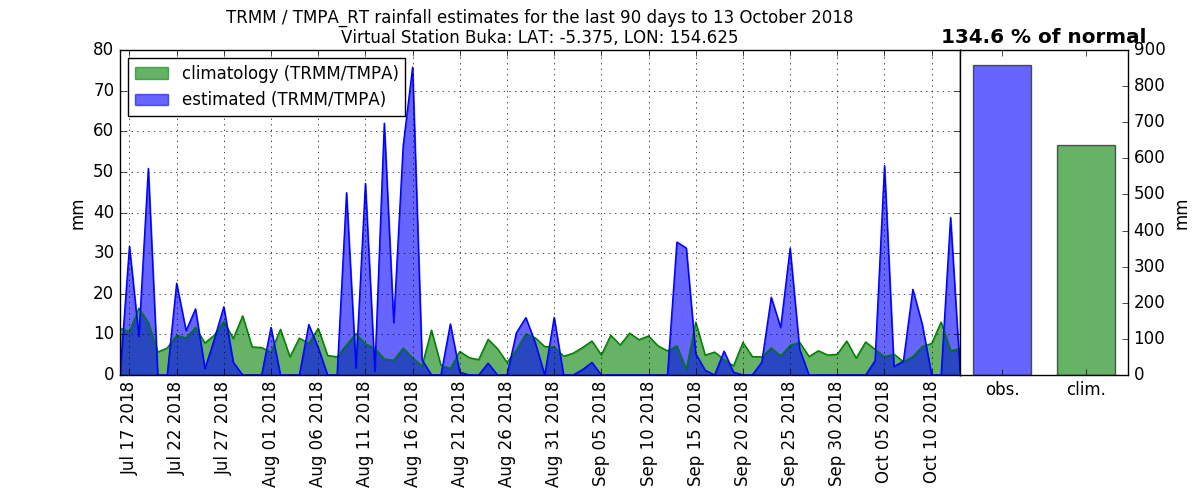 TRMM / TMPA_RT rainfall estimates for the last 90 days to 13 October 2018
Virtual Station Buka: LAT: -5.375, LON: 154.625
134.6 % of normal
climatology (TRMM/TMPA)
estimated (TRMM/TMPA)
mm
80
70
60
50
40
30
20
10
0
Jul 17 2018
Jul 22 2018
Jul 27 2018
Aug 01 2018
Aug 06 2018
Aug 11 2018
Aug 16 2018
Aug 21 2018
Aug 26 2018
Aug 31 2018
Sep 05 2018
Sep 10 2018
Sep 15 2018
Sep 20 2018
Sep 25 2018
Sep 30 2018
Oct 05 2018
Oct 10 2018
obs.
clim.
900
800
700
600
500
400
300
200
100
0
mm